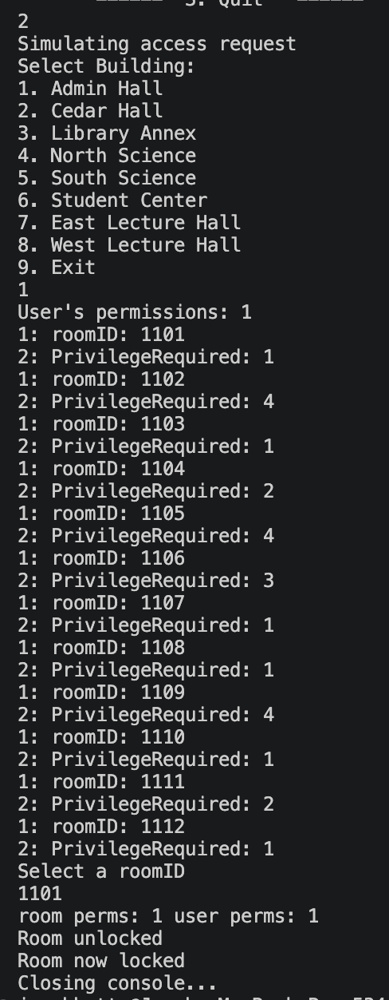 ====== 3. Quit ======
2
Simulating access request
Select Building:
1. Admin Hall
2. Cedar Hall
3. Library Annex
4. North Science
5. South Science
6. Student Center
7. East Lecture Hall
8. West Lecture Hall
9. Exit
1
User's permissions: 1
1: roomID: 1101
2: PrivilegeRequired: 1
1: roomID: 1102
2: PrivilegeRequired: 4
1: roomID: 1103
2: PrivilegeRequired: 1
1: roomID: 1104
2: PrivilegeRequired: 2
1: roomID: 1105
2: PrivilegeRequired: 4
1: roomID: 1106
2: PrivilegeRequired: 3
1: roomID: 1107
2: PrivilegeRequired: 1
1: roomID: 1108
2: PrivilegeRequired: 1
1: roomID: 1109
2: PrivilegeRequired: 4
1: roomID: 1110
2: PrivilegeRequired: 1
1: roomID: 1111
2: PrivilegeRequired: 2
1: roomID: 1112
2: PrivilegeRequired: 1
Select a roomID
1101
room perms: 1 user perms: 1
Room unlocked
Room now locked
Closing console...